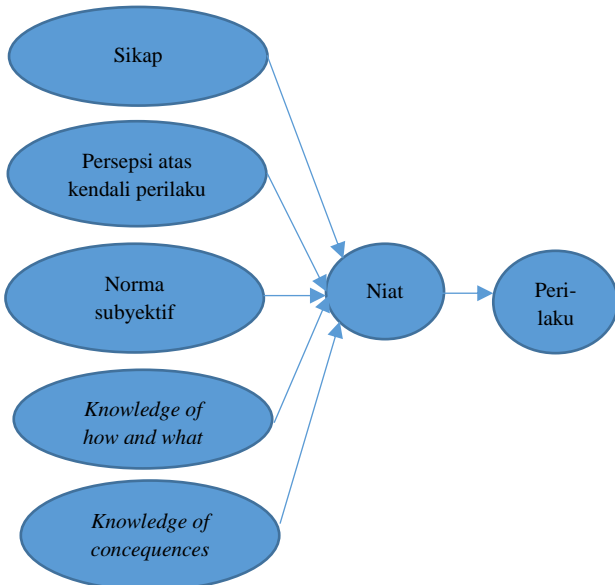 Sikap
Persepsi atas
kendali perilaku
Norma
subyektif
Knowledge of
how and what
Knowledge of
concequences
Niat
Peri-
laku